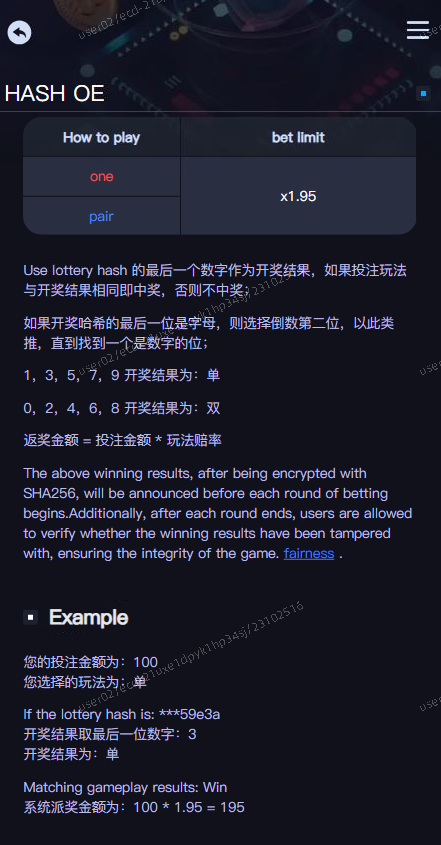 HASH OE
How to play
bet limit
one
x1.95
pair
Use lottery hash 的最后一个数字作为开奖结果，如果投注玩法
与开奖结果相同即中奖，否则不中奖；
如果开奖哈希的最后一位是字母，则选择倒数第二位，以此类
推，直到找到一个是数字的位；
1，3，5，7，9 开奖结果为：单
0，2，4，6，8 开奖结果为：双
返奖金额 = 投注金额 * 玩法赔率
The above winning results, after being encrypted with
SHA256, will be announced before each round of betting
begins.Additionally, after each round ends, users are allowed
to verify whether the winning results have been tampered
with, ensuring the integrity of the game. fairness .
Example
您的投注金额为：100
您选择的玩法为：单
If the lottery hash is: ***59e3a
开奖结果取最后一位数字：3
开奖结果为：单
Matching gameplay results: Win
系统派奖金额为：100 * 1.95 = 195